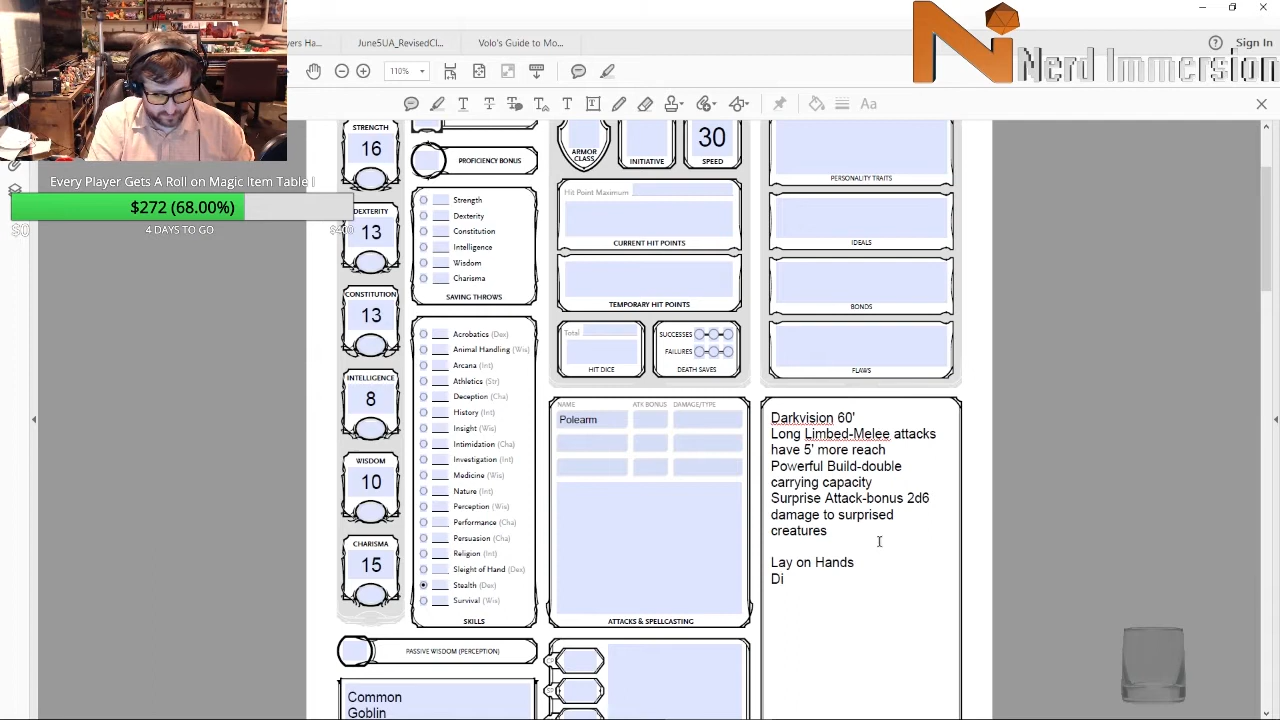 vers Ha...
June5UA_RevisedCl...
Volo's Guide to Mo...
Sign In
Nerd Immersion
110%
Aa
Every Player Gets A Roll on Magic Item Table I
$272 (68.00%)
$0
4 DAYS TO GO
$400
STRENGTH
16
DEXTERITY
13
CONSTITUTION
13
INTELLIGENCE
8
WISDOM
10
CHARISMA
15
PROFICIENCY BONUS
Strength
Dexterity
Constitution
Intelligence
Wisdom
Charisma
SAVING THROWS
Acrobatics (Dex)
Animal Handling (Wis)
Arcana (Int)
Athletics (Str)
Deception (Cha)
History (Int)
Insight (Wis)
Intimidation (Cha)
Investigation (Int)
Medicine (Wis)
Nature (Int)
Perception (Wis)
Performance (Cha)
Persuasion (Cha)
Religion (Int)
Sleight of Hand (Dex)
Stealth (Dex)
Survival (Wis)
SKILLS
PASSIVE WISDOM (PERCEPTION)
Common
Goblin
ARMOR
CLASS
INITIATIVE
30
SPEED
Hit Point Maximum
CURRENT HIT POINTS
TEMPORARY HIT POINTS
Total
HIT DICE
SUCCESSES
FAILURES
DEATH SAVES
NAME ATK BONUS DAMAGE/TYPE
Polearm
ATTACKS & SPELLCASTING
PERSONALITY TRAITS
IDEALS
BONDS
FLAWS
Darkvision 60'
Long Limbed-Melee attacks
have 5' more reach
Powerful Build-double
carrying capacity
Surprise Attack-bonus 2d6
damage to surprised
creatures
Lay on Hands
Di